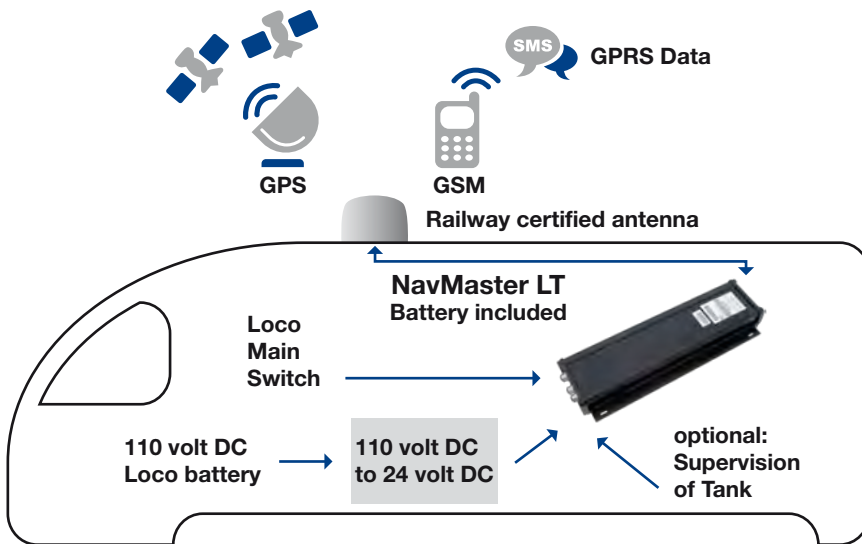 SMS
GPRS Data
GPS
GSM
Railway certified antenna
NavMaster LT
Battery included
Loco
Main
Switch
110 volt DC
Loco battery
110 volt DC
to 24 volt DC
optional:
Supervision
of Tank